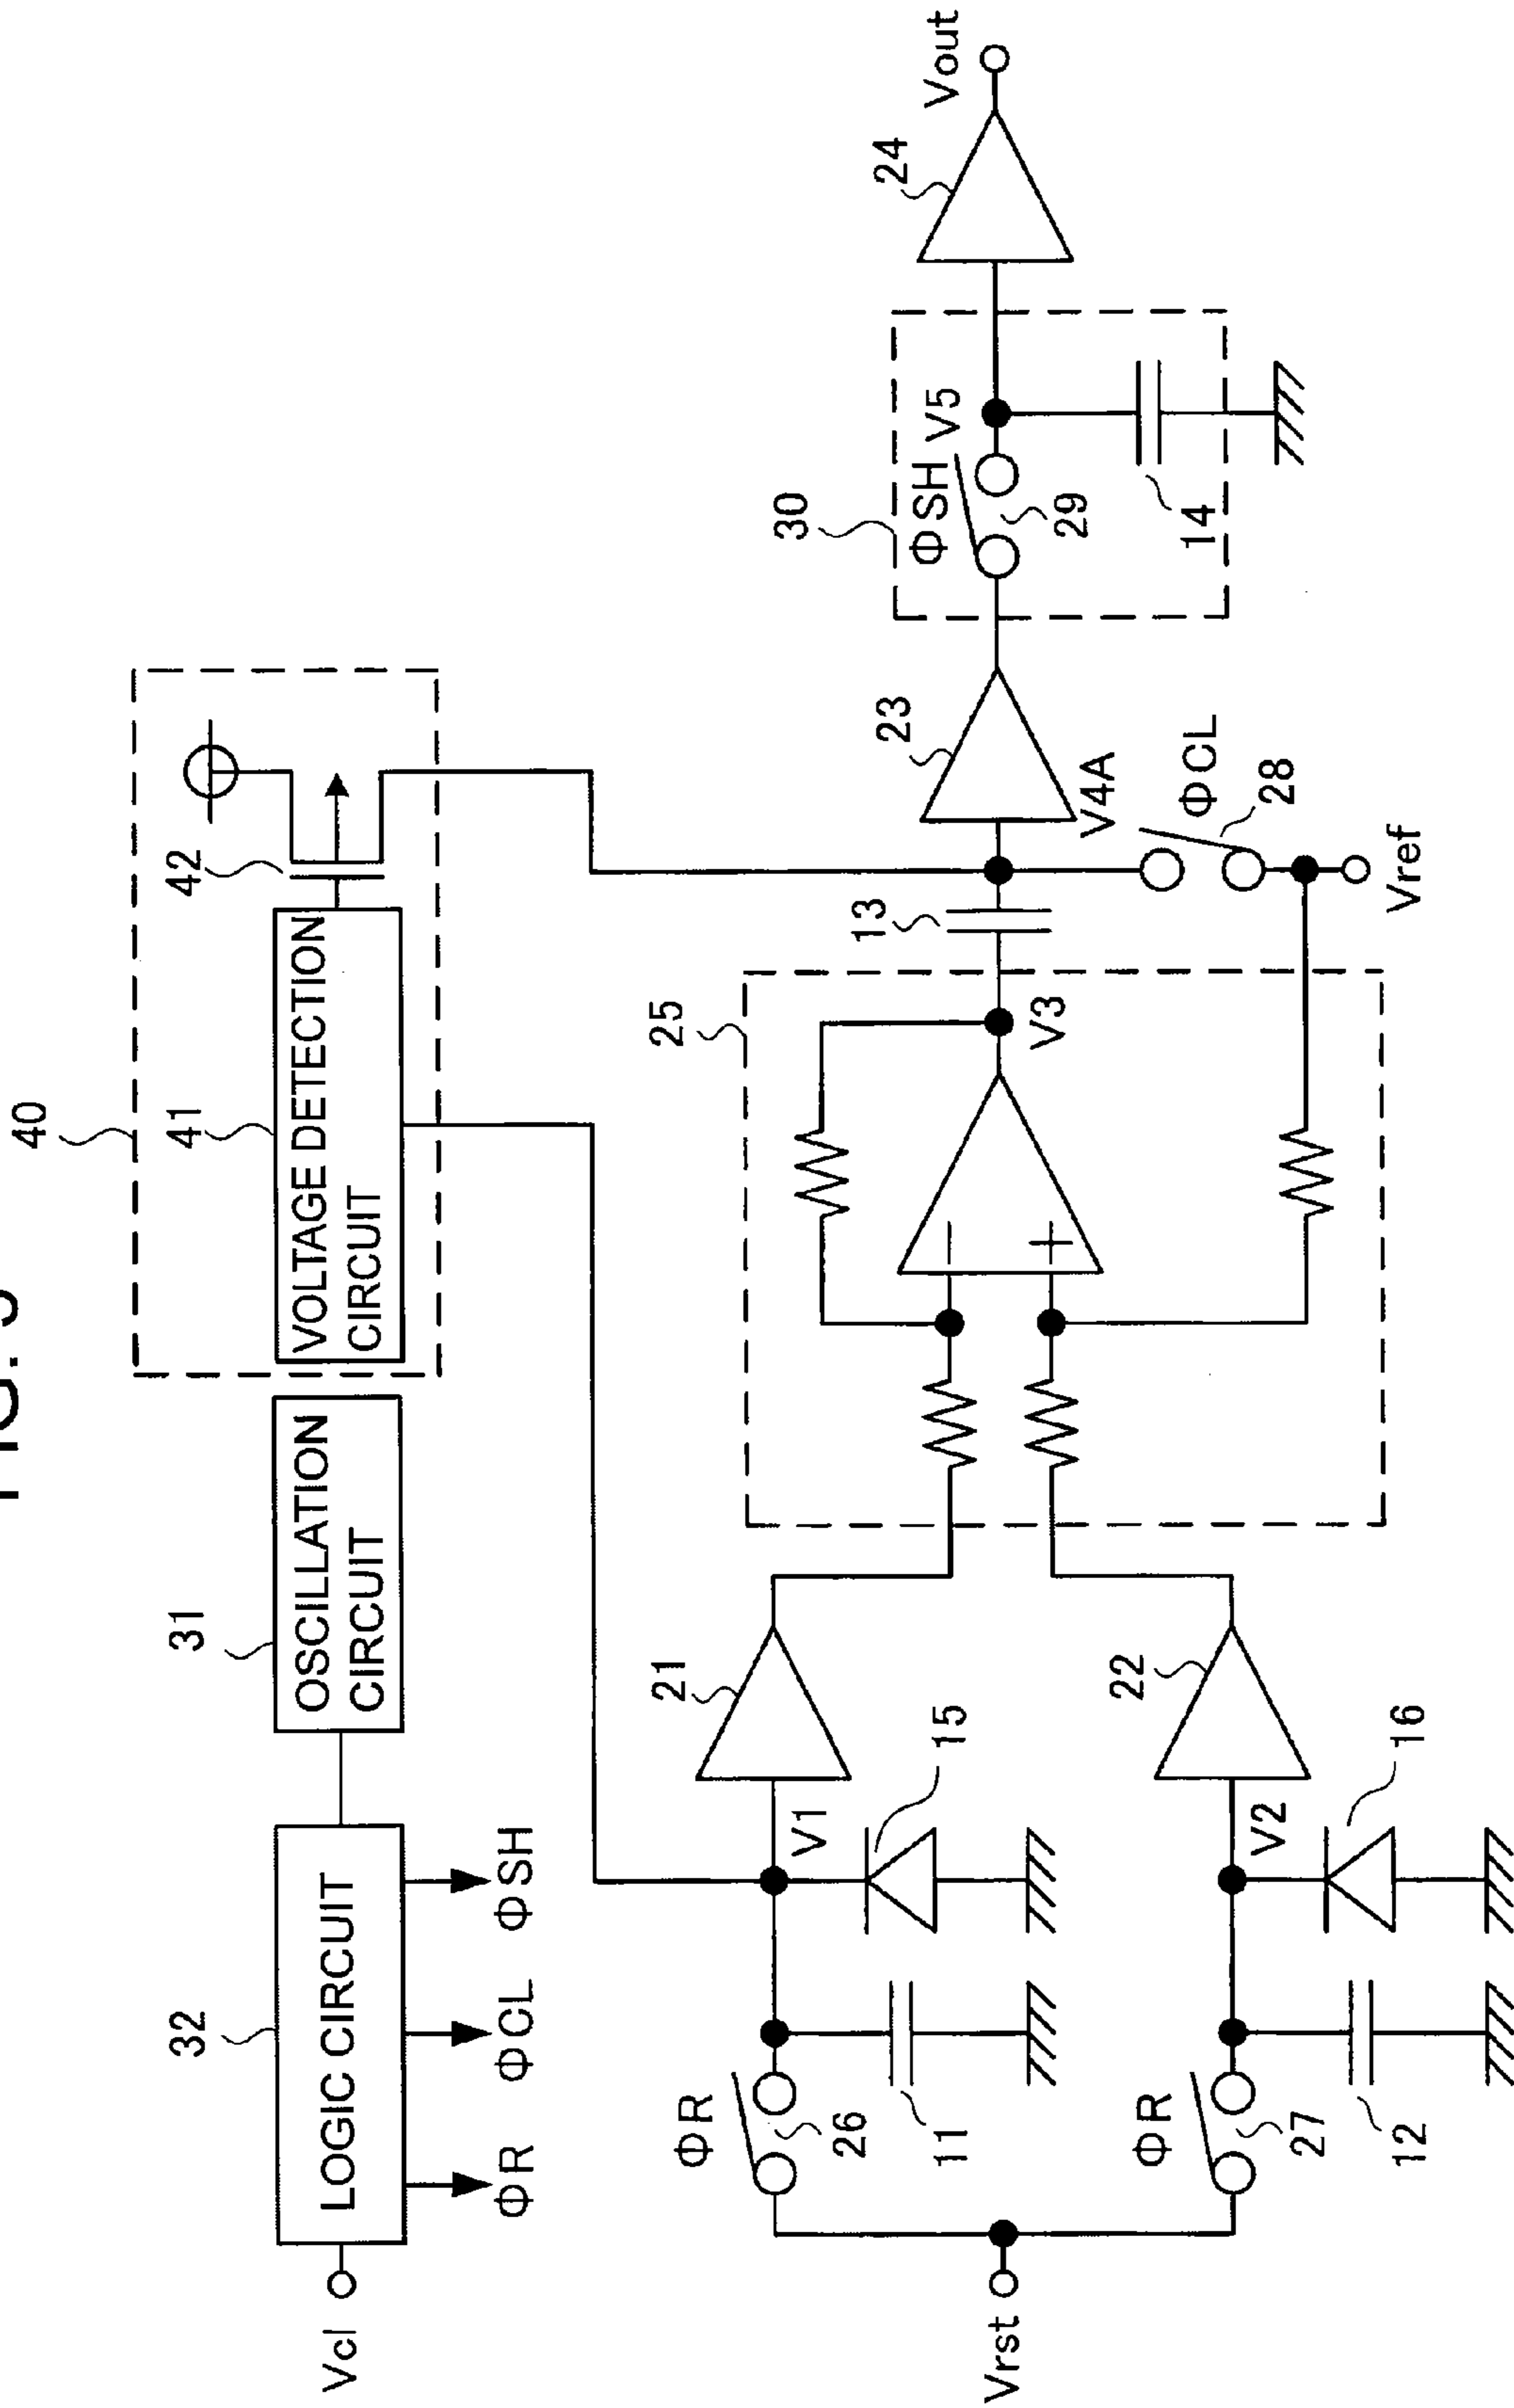 40
32
31
41
42
Vcl
LOGIC CIRCUIT
OSCILLATION
CIRCUIT
VOLTAGE DETECTION
CIRCUIT
ΦR
ΦCL
ΦSH
ΦR
26
11
V1
15
21
25
V3
13
23
V4A
ΦCL
28
Vref
30
ΦSH
V5
29
14
24
Vout
Vrst
ΦR
27
12
V2
16
22